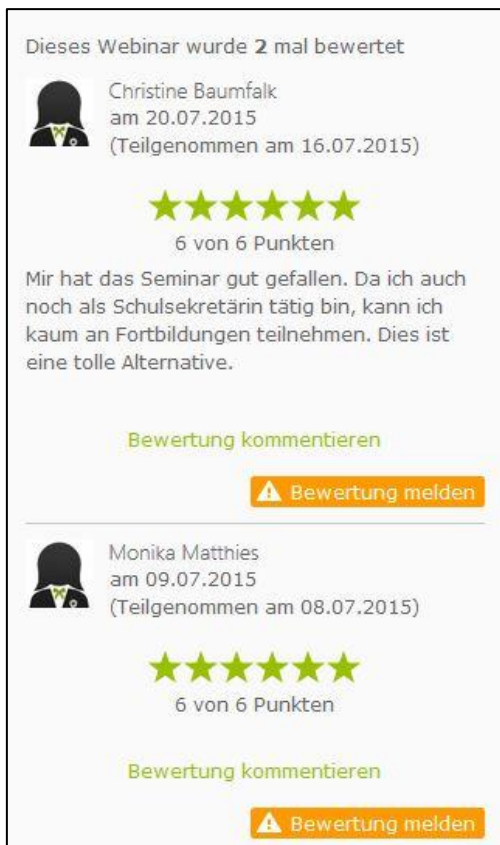 Dieses Webinar wurde 2 mal bewertet
Christine Baumfalk
am 20.07.2015
(Teilgenommen am 16.07.2015)
6 von 6 Punkten
Mir hat das Seminar gut gefallen. Da ich auch
noch als Schulsekretärin tätig bin, kann ich
kaum an Fortbildungen teilnehmen. Dies ist
eine tolle Alternative.
Bewertung kommentieren
Bewertung melden
Monika Matthies
am 09.07.2015
(Teilgenommen am 08.07.2015)
6 von 6 Punkten
Bewertung kommentieren
Bewertung melden